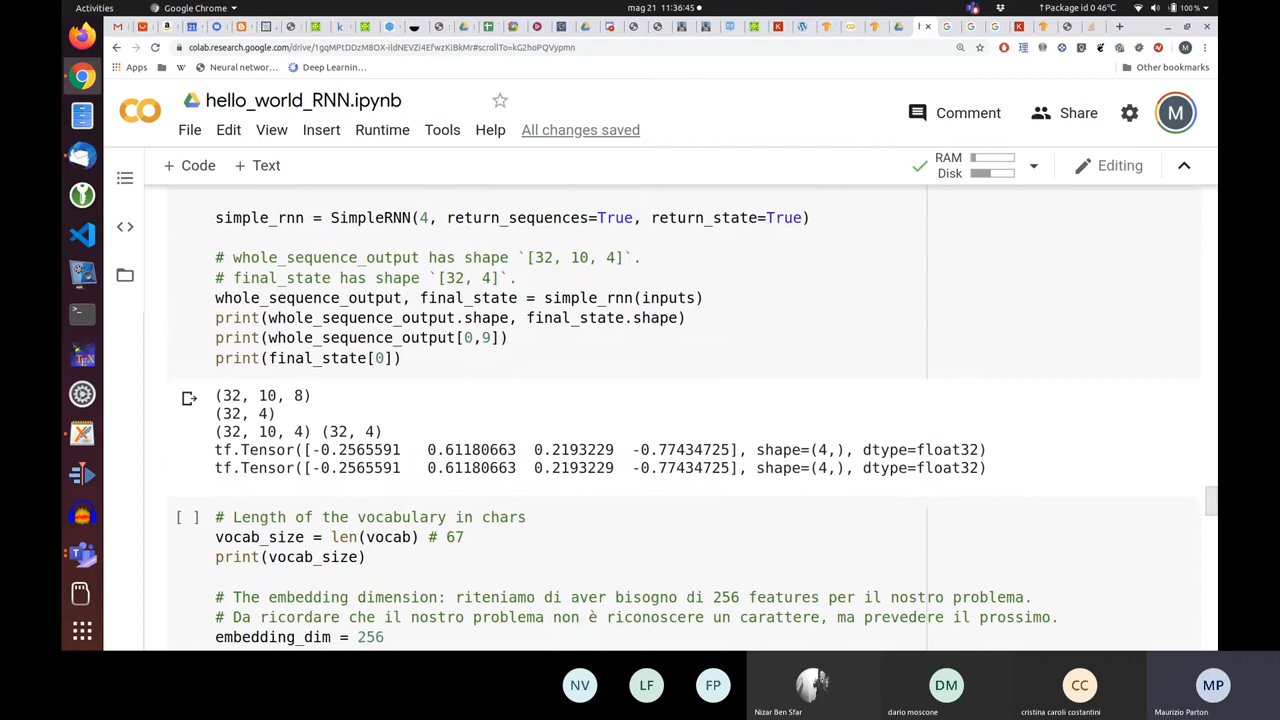 Activities
Google Chrome
mag 21 11:36:45
Package id 0 46°C
100 %
colab.research.google.com/drive/1gqMPtDDzM8OX-ildNEVZi4EfwzKiBkMr#scrollTo=kG2hoPQVypmn
Apps
Neural networ...
Deep Learnin...
Other bookmarks
hello_world_RNN.ipynb
Comment
Share
M
File Edit View Insert Runtime Tools Help All changes saved
+ Code + Text
RAM
Disk
Editing
simple_rnn = SimpleRNN(4, return_sequences=True, return_state=True)
# whole_sequence_output has shape `[32, 10, 4]`.
# final_state has shape `[32, 4]`.
whole_sequence_output, final_state = simple_rnn(inputs)
print(whole_sequence_output.shape, final_state.shape)
print(whole_sequence_output[0,9])
print(final_state[0])
(32, 10, 8)
(32, 4)
(32, 10, 4) (32, 4)
tf.Tensor([-0.2565591 0.61180663 0.2193229 -0.77434725], shape=(4,), dtype=float32)
tf.Tensor([-0.2565591 0.61180663 0.2193229 -0.77434725], shape=(4,), dtype=float32)
[ ] # Length of the vocabulary in chars
vocab_size = len(vocab) # 67
print(vocab_size)
# The embedding dimension: riteniamo di aver bisogno di 256 features per il nostro problema.
# Da ricordare che il nostro problema non è riconoscere un carattere, ma prevedere il prossimo.
embedding_dim = 256
NV
LF
FP
DM
CC
MP
Nizar Ben Sfar
dario moscone
cristina caroli costantini
Maurizio Parton